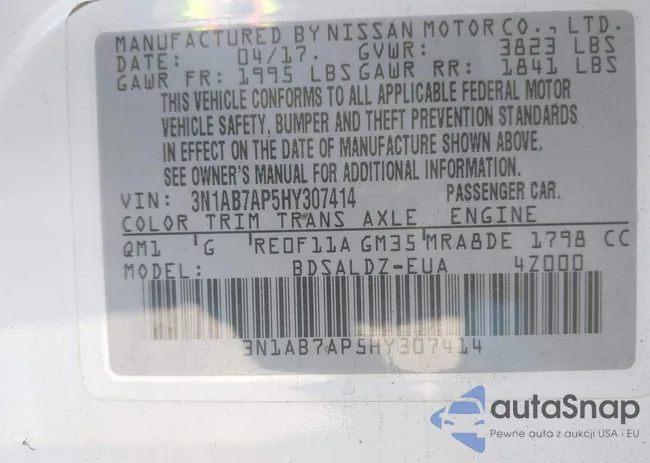 MANUFACTURED BY NISSAN MOTOR CO., LTD.
DATE: 04/17. GVWR: 3823 LBS
GAWR FR: 1995 LBS GAWR RR: 1841 LBS
THIS VEHICLE CONFORMS TO ALL APPLICABLE FEDERAL MOTOR
VEHICLE SAFETY, BUMPER AND THEFT PREVENTION STANDARDS
IN EFFECT ON THE DATE OF MANUFACTURE SHOWN ABOVE.
SEE OWNER'S MANUAL FOR ADDITIONAL INFORMATION.
VIN: 3N1AB7AP5HY307414 PASSENGER CAR.
COLOR TRIM TRANS AXLE ENGINE
QM1 G RE0F11A GM35 MRA8DE 1798 CC
MODEL: BDSALDZ-EUA 4Z000
3N1AB7AP5HY307414
autaSnap
Pewne auta z aukcji USA i EU